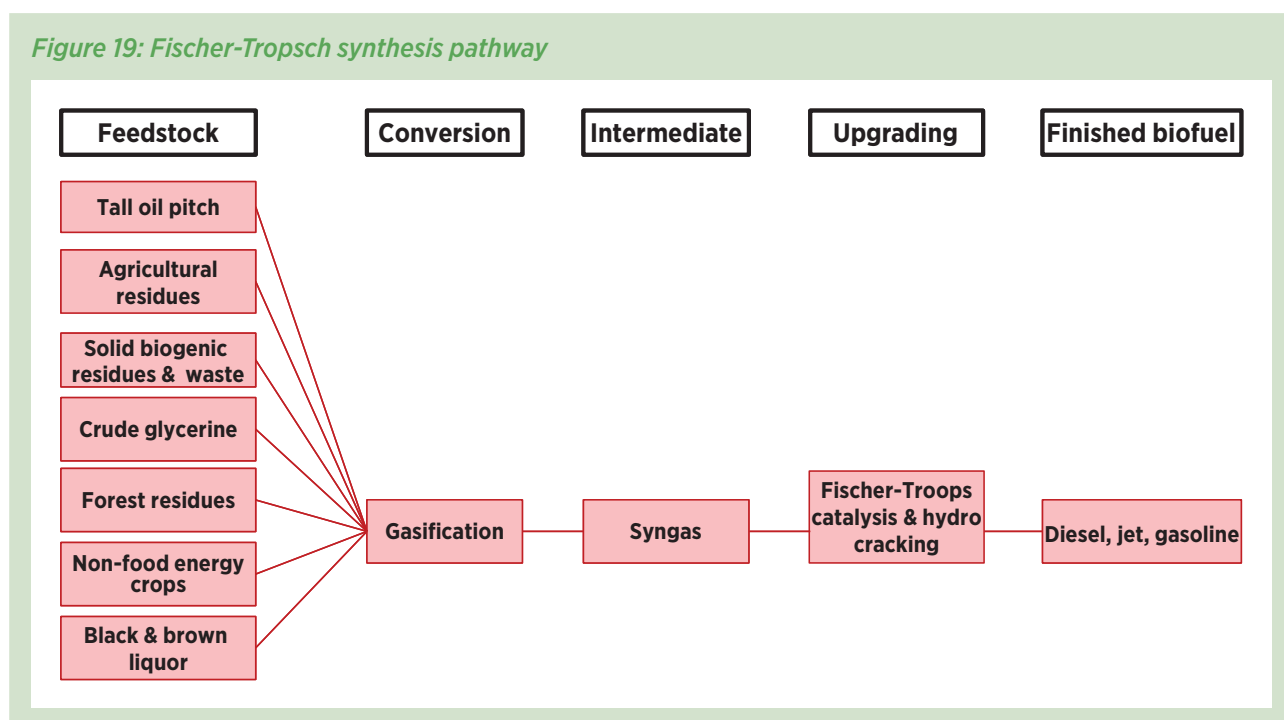 Figure 19: Fischer-Tropsch synthesis pathway
Feedstock
Conversion
Intermediate
Upgrading
Finished biofuel
Tall oil pitch
Agricultural
residues
Solid biogenic
residues & waste
Crude glycerine
Forest residues
Non-food energy
crops
Black & brown
liquor
Gasification
Syngas
Fischer-Troops
catalysis & hydro
cracking
Diesel, jet, gasoline